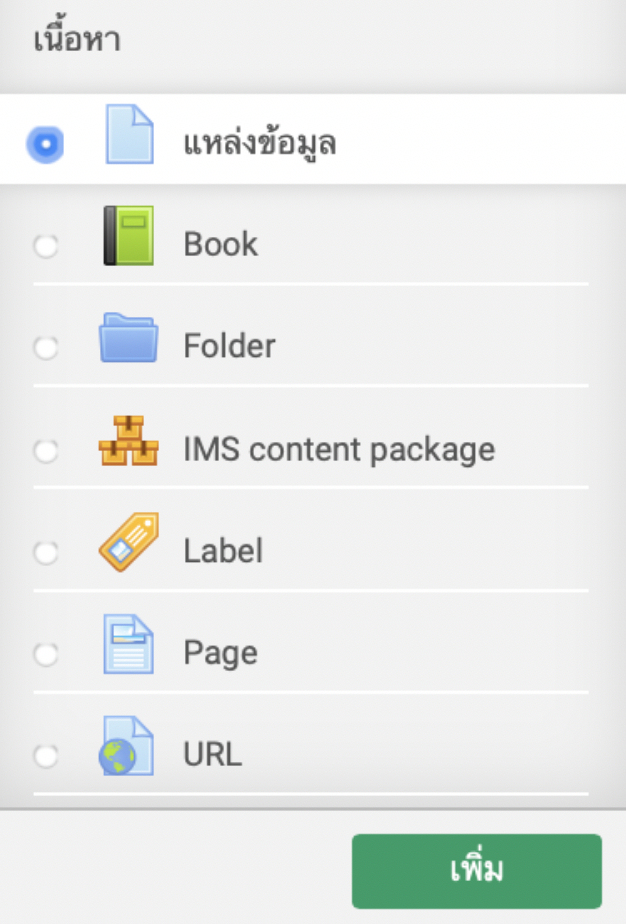 เนื้อหา
แหล่งข้อมูล
Book
Folder
IMS content package
Label
Page
URL
เพิ่ม